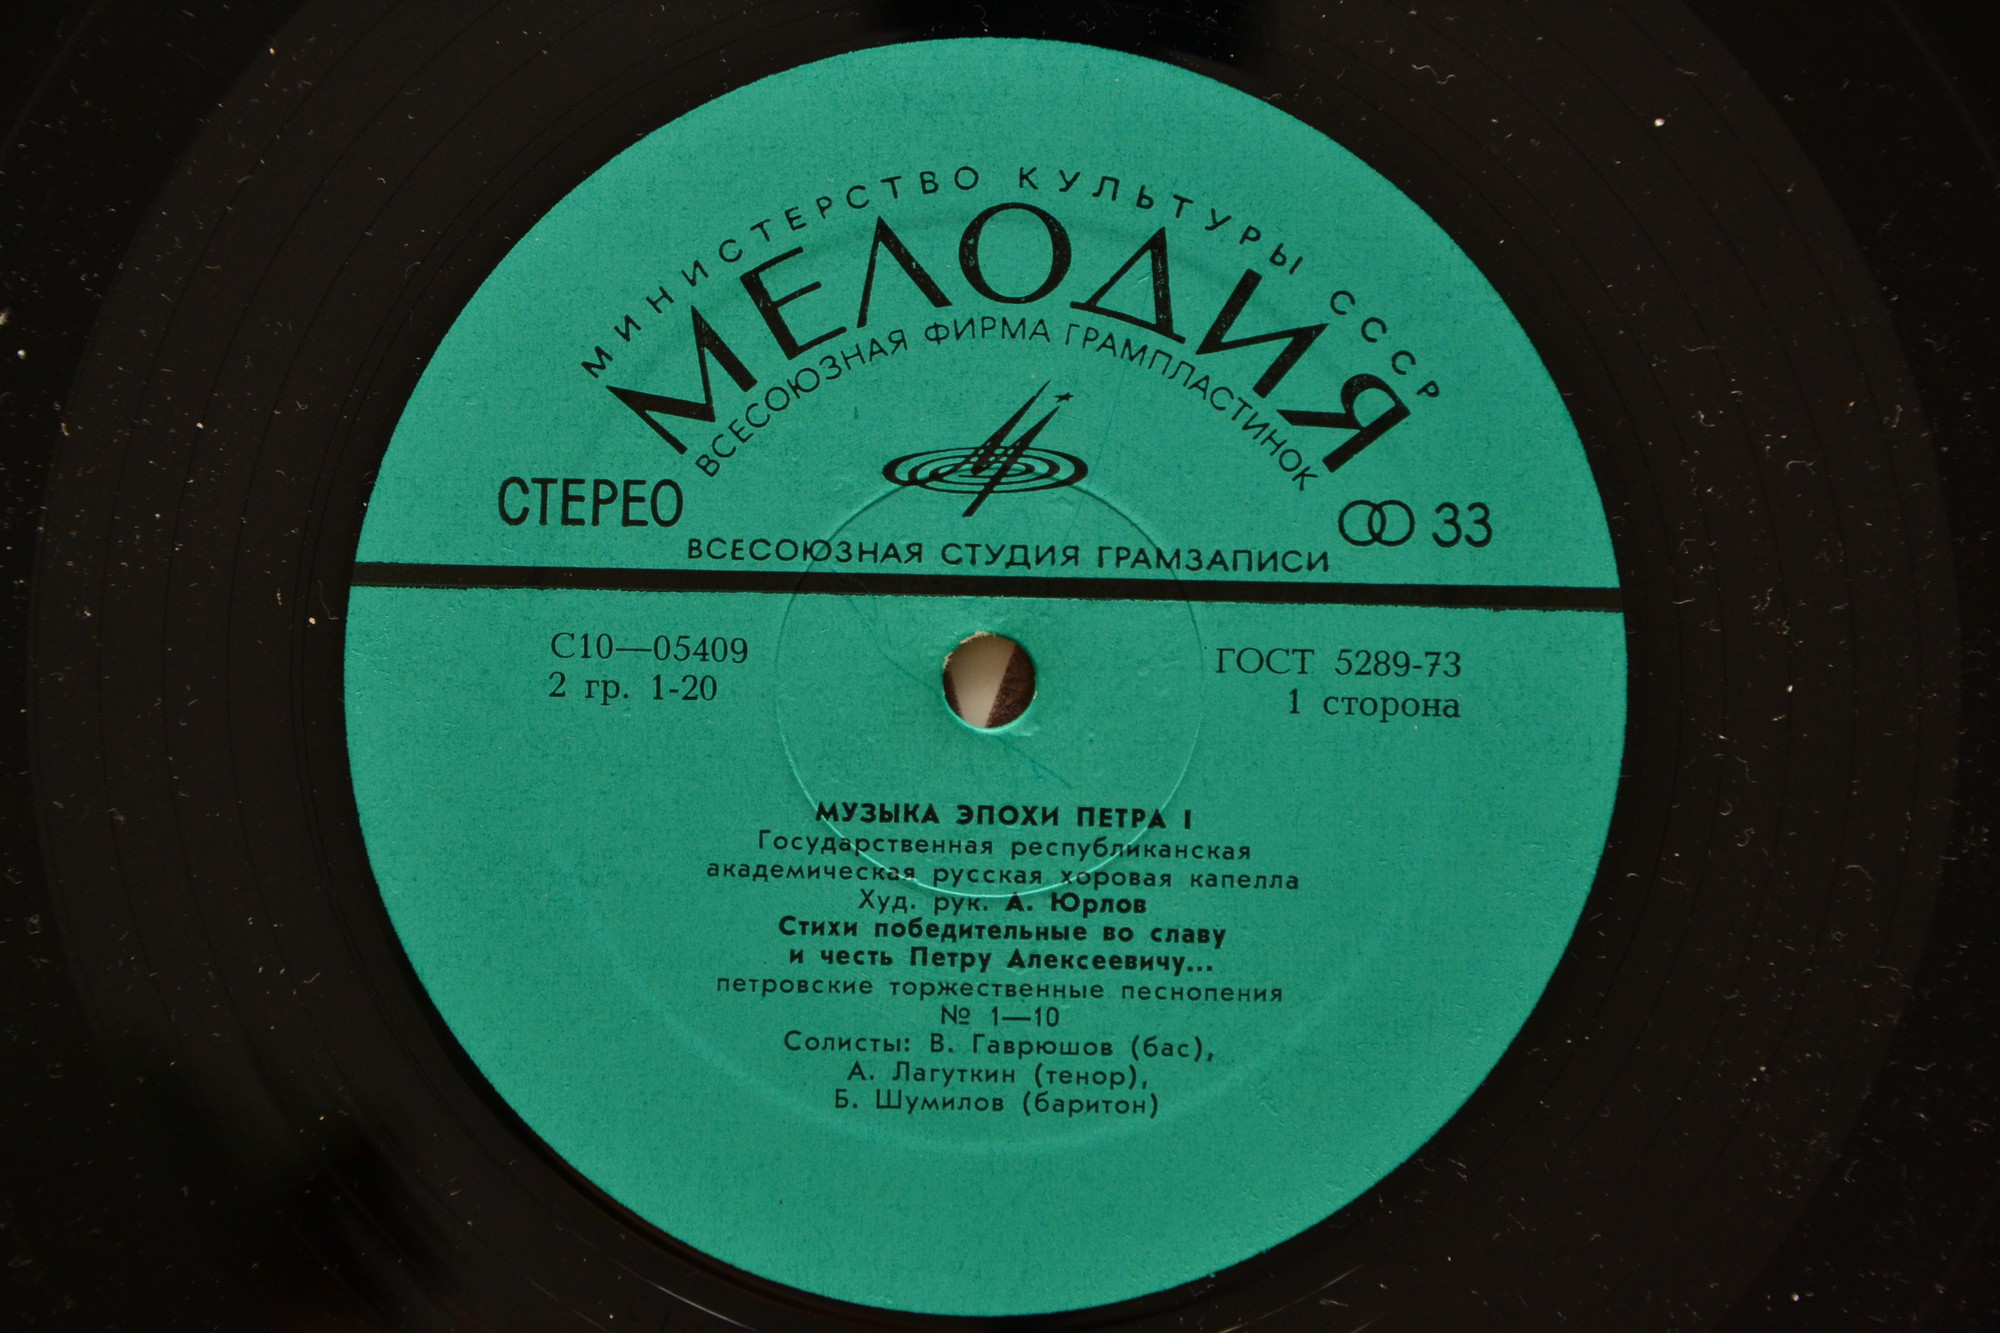 МИНИСТЕРСТВО КУЛЬТУРЫ СССР
МЕЛОДИЯ
ВСЕСОЮЗНАЯ ФИРМА ГРАМПЛАСТИНОК
СТЕРЕО
33
ВСЕСОЮЗНАЯ СТУДИЯ ГРАМЗАПИСИ
С10—05409
2 гр. 1-20
ГОСТ 5289-73
1 сторона
МУЗЫКА ЭПОХИ ПЕТРА I
Государственная республиканская
академическая русская хоровая капелла
Худ. рук. А. Юрлов
Стихи победительные во славу
и честь Петру Алексеевичу...
петровские торжественные песнопения
№ 1—10
Солисты: В. Гаврюшов (бас),
А. Лагуткин (тенор),
Б. Шумилов (баритон)